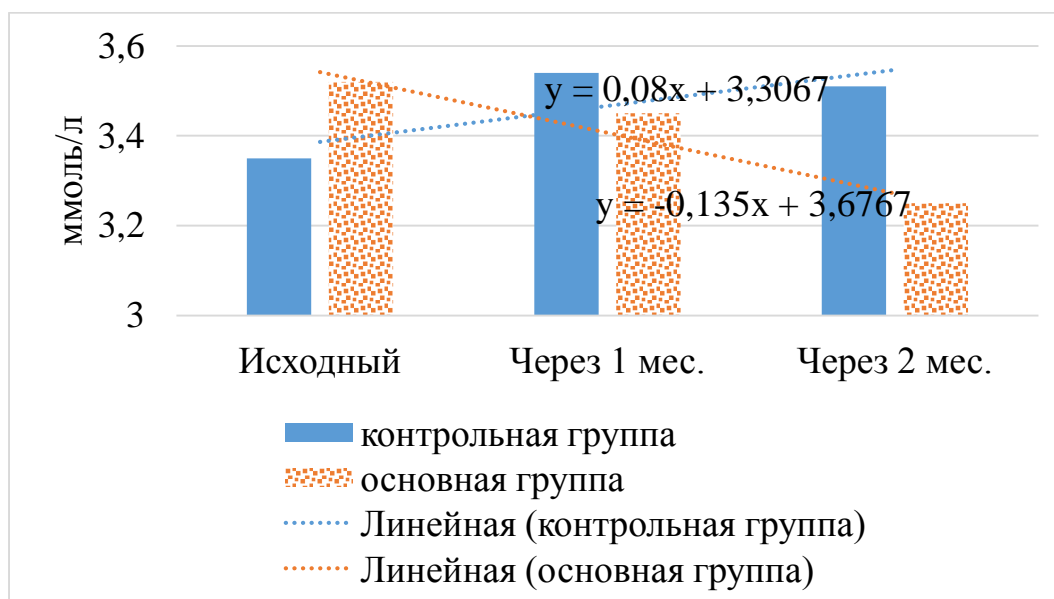 ммоль/л
3,6
3,4
3,2
3
y = 0,08x + 3,3067
y = -0,135x + 3,6767
Исходный
Через 1 мес.
Через 2 мес.
контрольная группа
основная группа
Линейная (контрольная группа)
Линейная (основная группа)